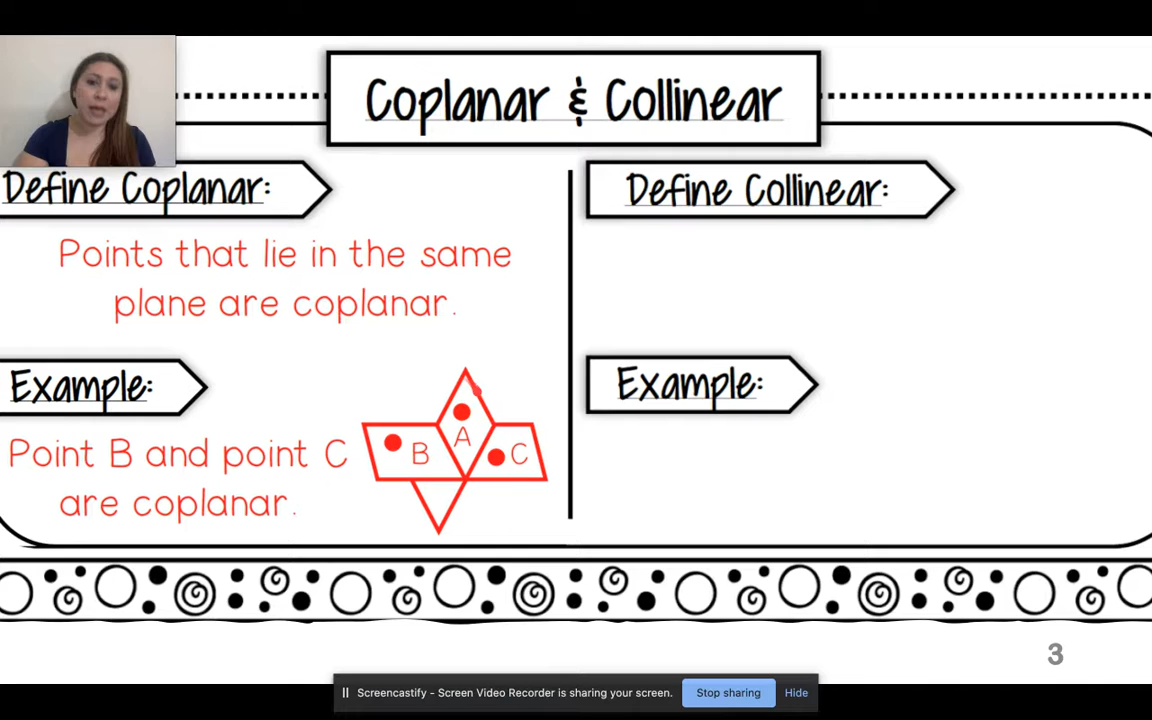 Coplanar & Collinear
Define Coplanar:
Points that lie in the same
plane are coplanar.
Example:
Point B and point C
are coplanar.
A
B
C
Define Collinear:
Example:
3
Screencastify - Screen Video Recorder is sharing your screen.
Stop sharing
Hide